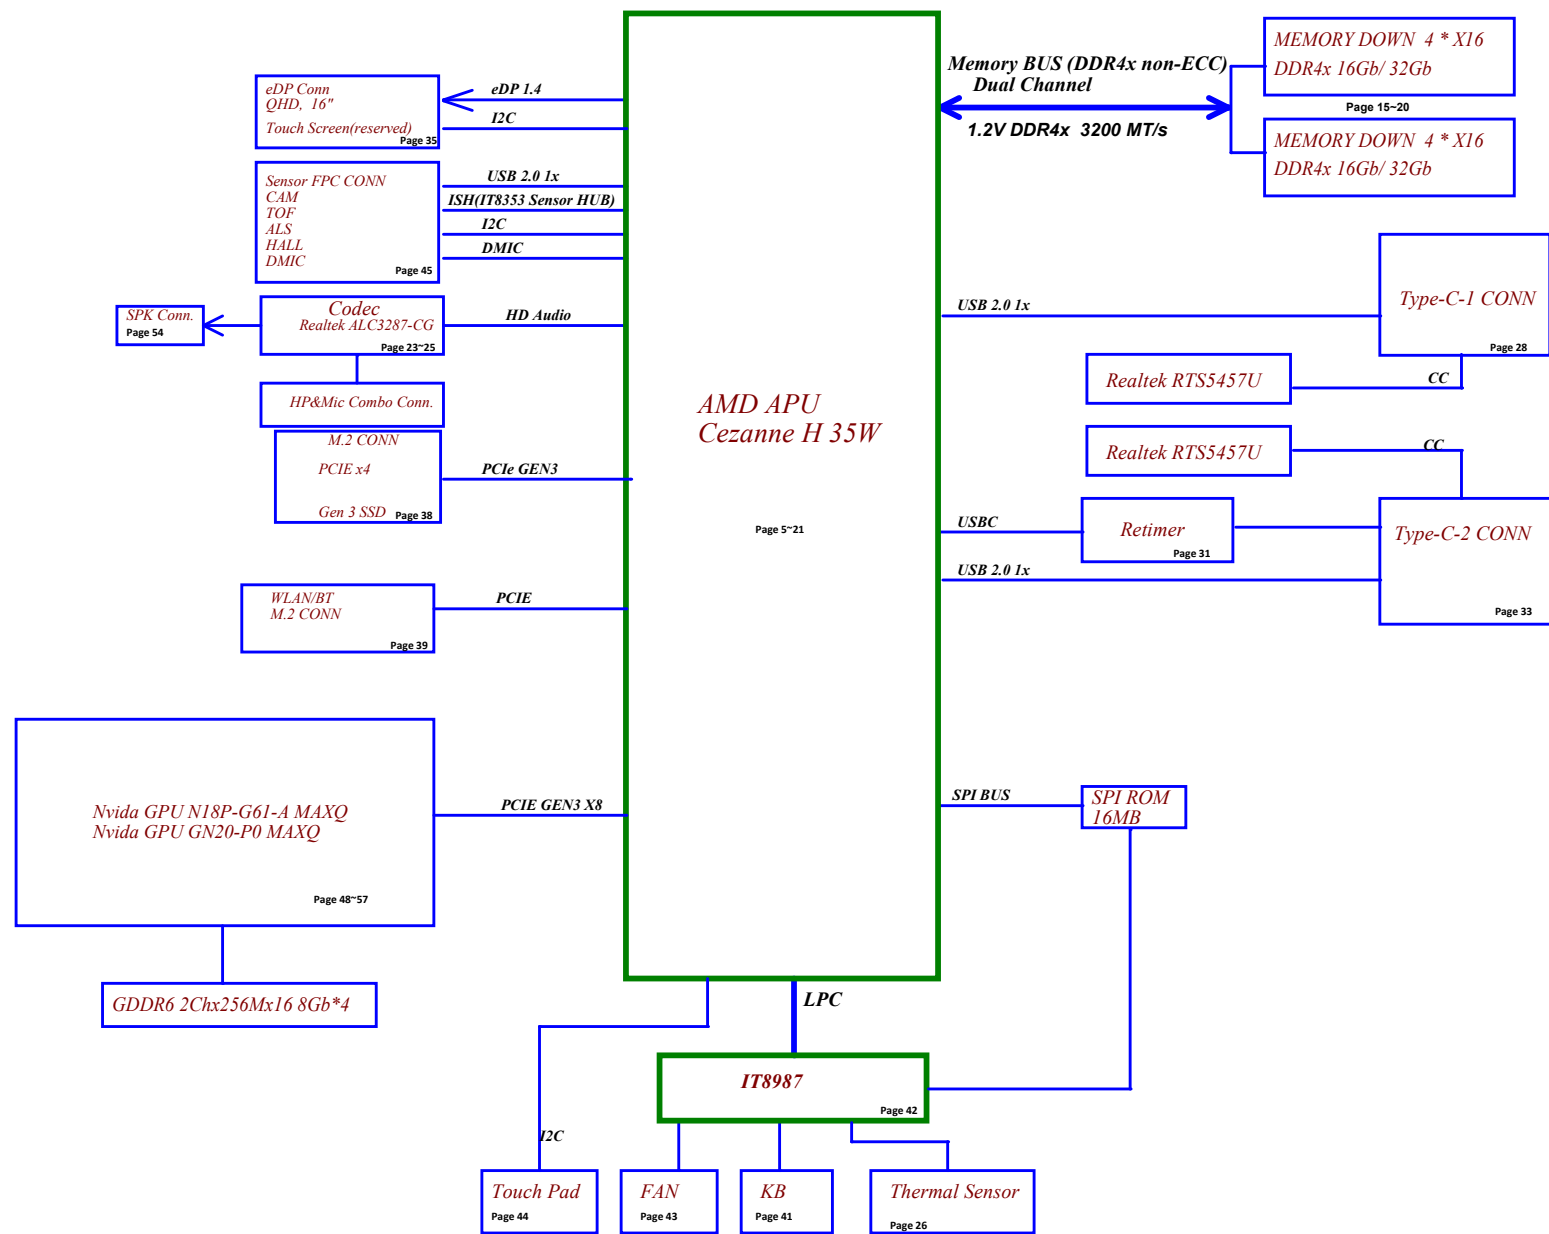 eDP Conn
QHD, 16"
Touch Screen(reserved)
Page 35
eDP 1.4
I2C
Sensor FPC CONN
CAM
TOF
ALS
HALL
DMIC
Page 45
USB 2.0 1x
ISH(IT8353 Sensor HUB)
I2C
DMIC
SPK Conn.
Page 54
Codec
Realtek ALC3287-CG
Page 23~25
HD Audio
HP&Mic Combo Conn.
M.2 CONN
PCIE x4
Gen 3 SSD
Page 38
PCIe GEN3
WLAN/BT
M.2 CONN
Page 39
PCIE
Nvida GPU N18P-G61-A MAXQ
Nvida GPU GN20-P0 MAXQ
Page 48~57
PCIE GEN3 X8
GDDR6 2Chx256Mx16 8Gb*4
AMD APU
Cezanne H 35W
Page 5~21
Memory BUS (DDR4x non-ECC)
Dual Channel
1.2V DDR4x 3200 MT/s
MEMORY DOWN 4 * X16
DDR4x 16Gb/ 32Gb
Page 15~20
MEMORY DOWN 4 * X16
DDR4x 16Gb/ 32Gb
USB 2.0 1x
Type-C-1 CONN
Page 28
Realtek RTS5457U
CC
Realtek RTS5457U
CC
USBC
Retimer
Page 31
Type-C-2 CONN
Page 33
USB 2.0 1x
SPI BUS
SPI ROM
16MB
LPC
IT8987
Page 42
I2C
Touch Pad
Page 44
FAN
Page 43
KB
Page 41
Thermal Sensor
Page 26